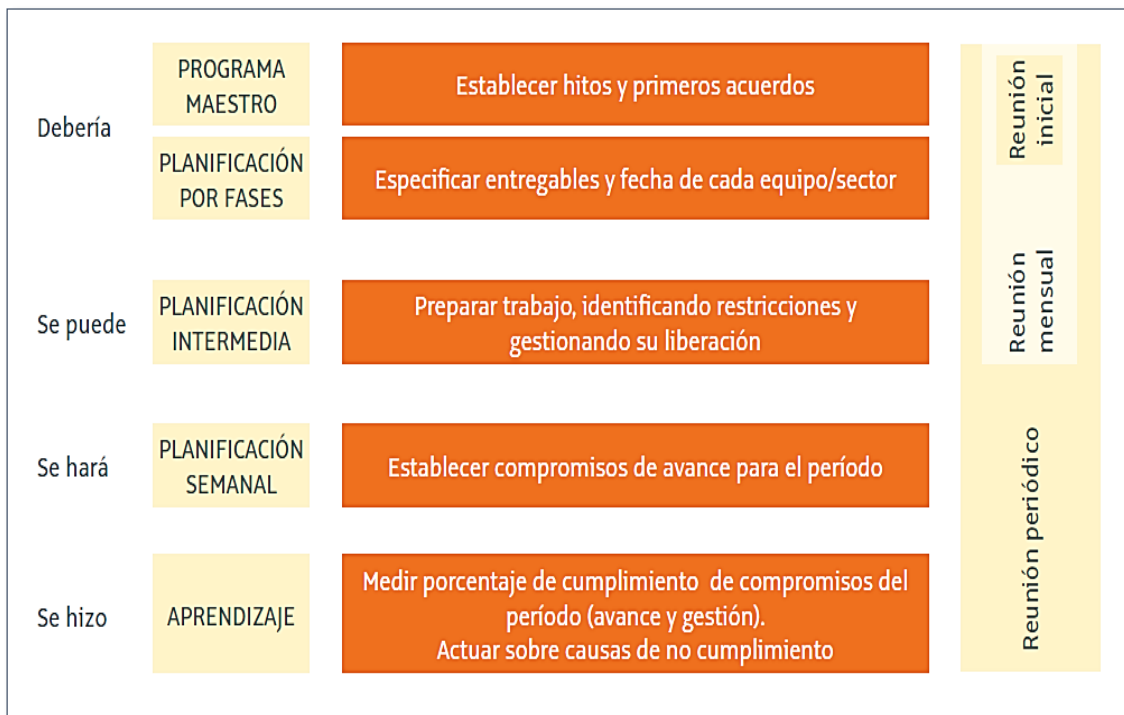 Debería
PROGRAMA
MAESTRO
Establecer hitos y primeros acuerdos
PLANIFICACIÓN
POR FASES
Especificar entregables y fecha de cada equipo/sector
Se puede
PLANIFICACIÓN
INTERMEDIA
Preparar trabajo, identificando restricciones y
gestionando su liberación
Se hará
PLANIFICACIÓN
SEMANAL
Establecer compromisos de avance para el período
Se hizo
APRENDIZAJE
Medir porcentaje de cumplimiento de compromisos del
período (avance y gestión).
Actuar sobre causas de no cumplimiento
Reunión
inicial
Reunión
mensual
Reunión periódico